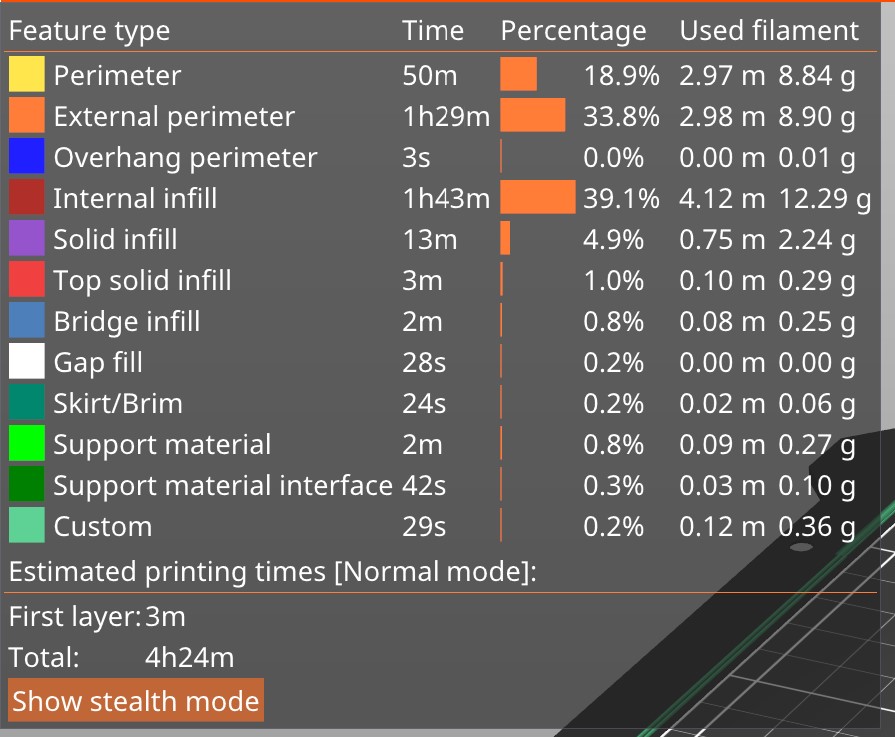 Feature type Time Percentage Used filament
Perimeter 50m 18.9% 2.97 m 8.84 g
External perimeter 1h29m 33.8% 2.98 m 8.90 g
Overhang perimeter 3s 0.0% 0.00 m 0.01 g
Internal infill 1h43m 39.1% 4.12 m 12.29 g
Solid infill 13m 4.9% 0.75 m 2.24 g
Top solid infill 3m 1.0% 0.10 m 0.29 g
Bridge infill 2m 0.8% 0.08 m 0.25 g
Gap fill 28s 0.2% 0.00 m 0.00 g
Skirt/Brim 24s 0.2% 0.02 m 0.06 g
Support material 2m 0.8% 0.09 m 0.27 g
Support material interface 42s 0.3% 0.03 m 0.10 g
Custom 29s 0.2% 0.12 m 0.36 g
Estimated printing times [Normal mode]:
First layer: 3m
Total: 4h24m
Show stealth mode